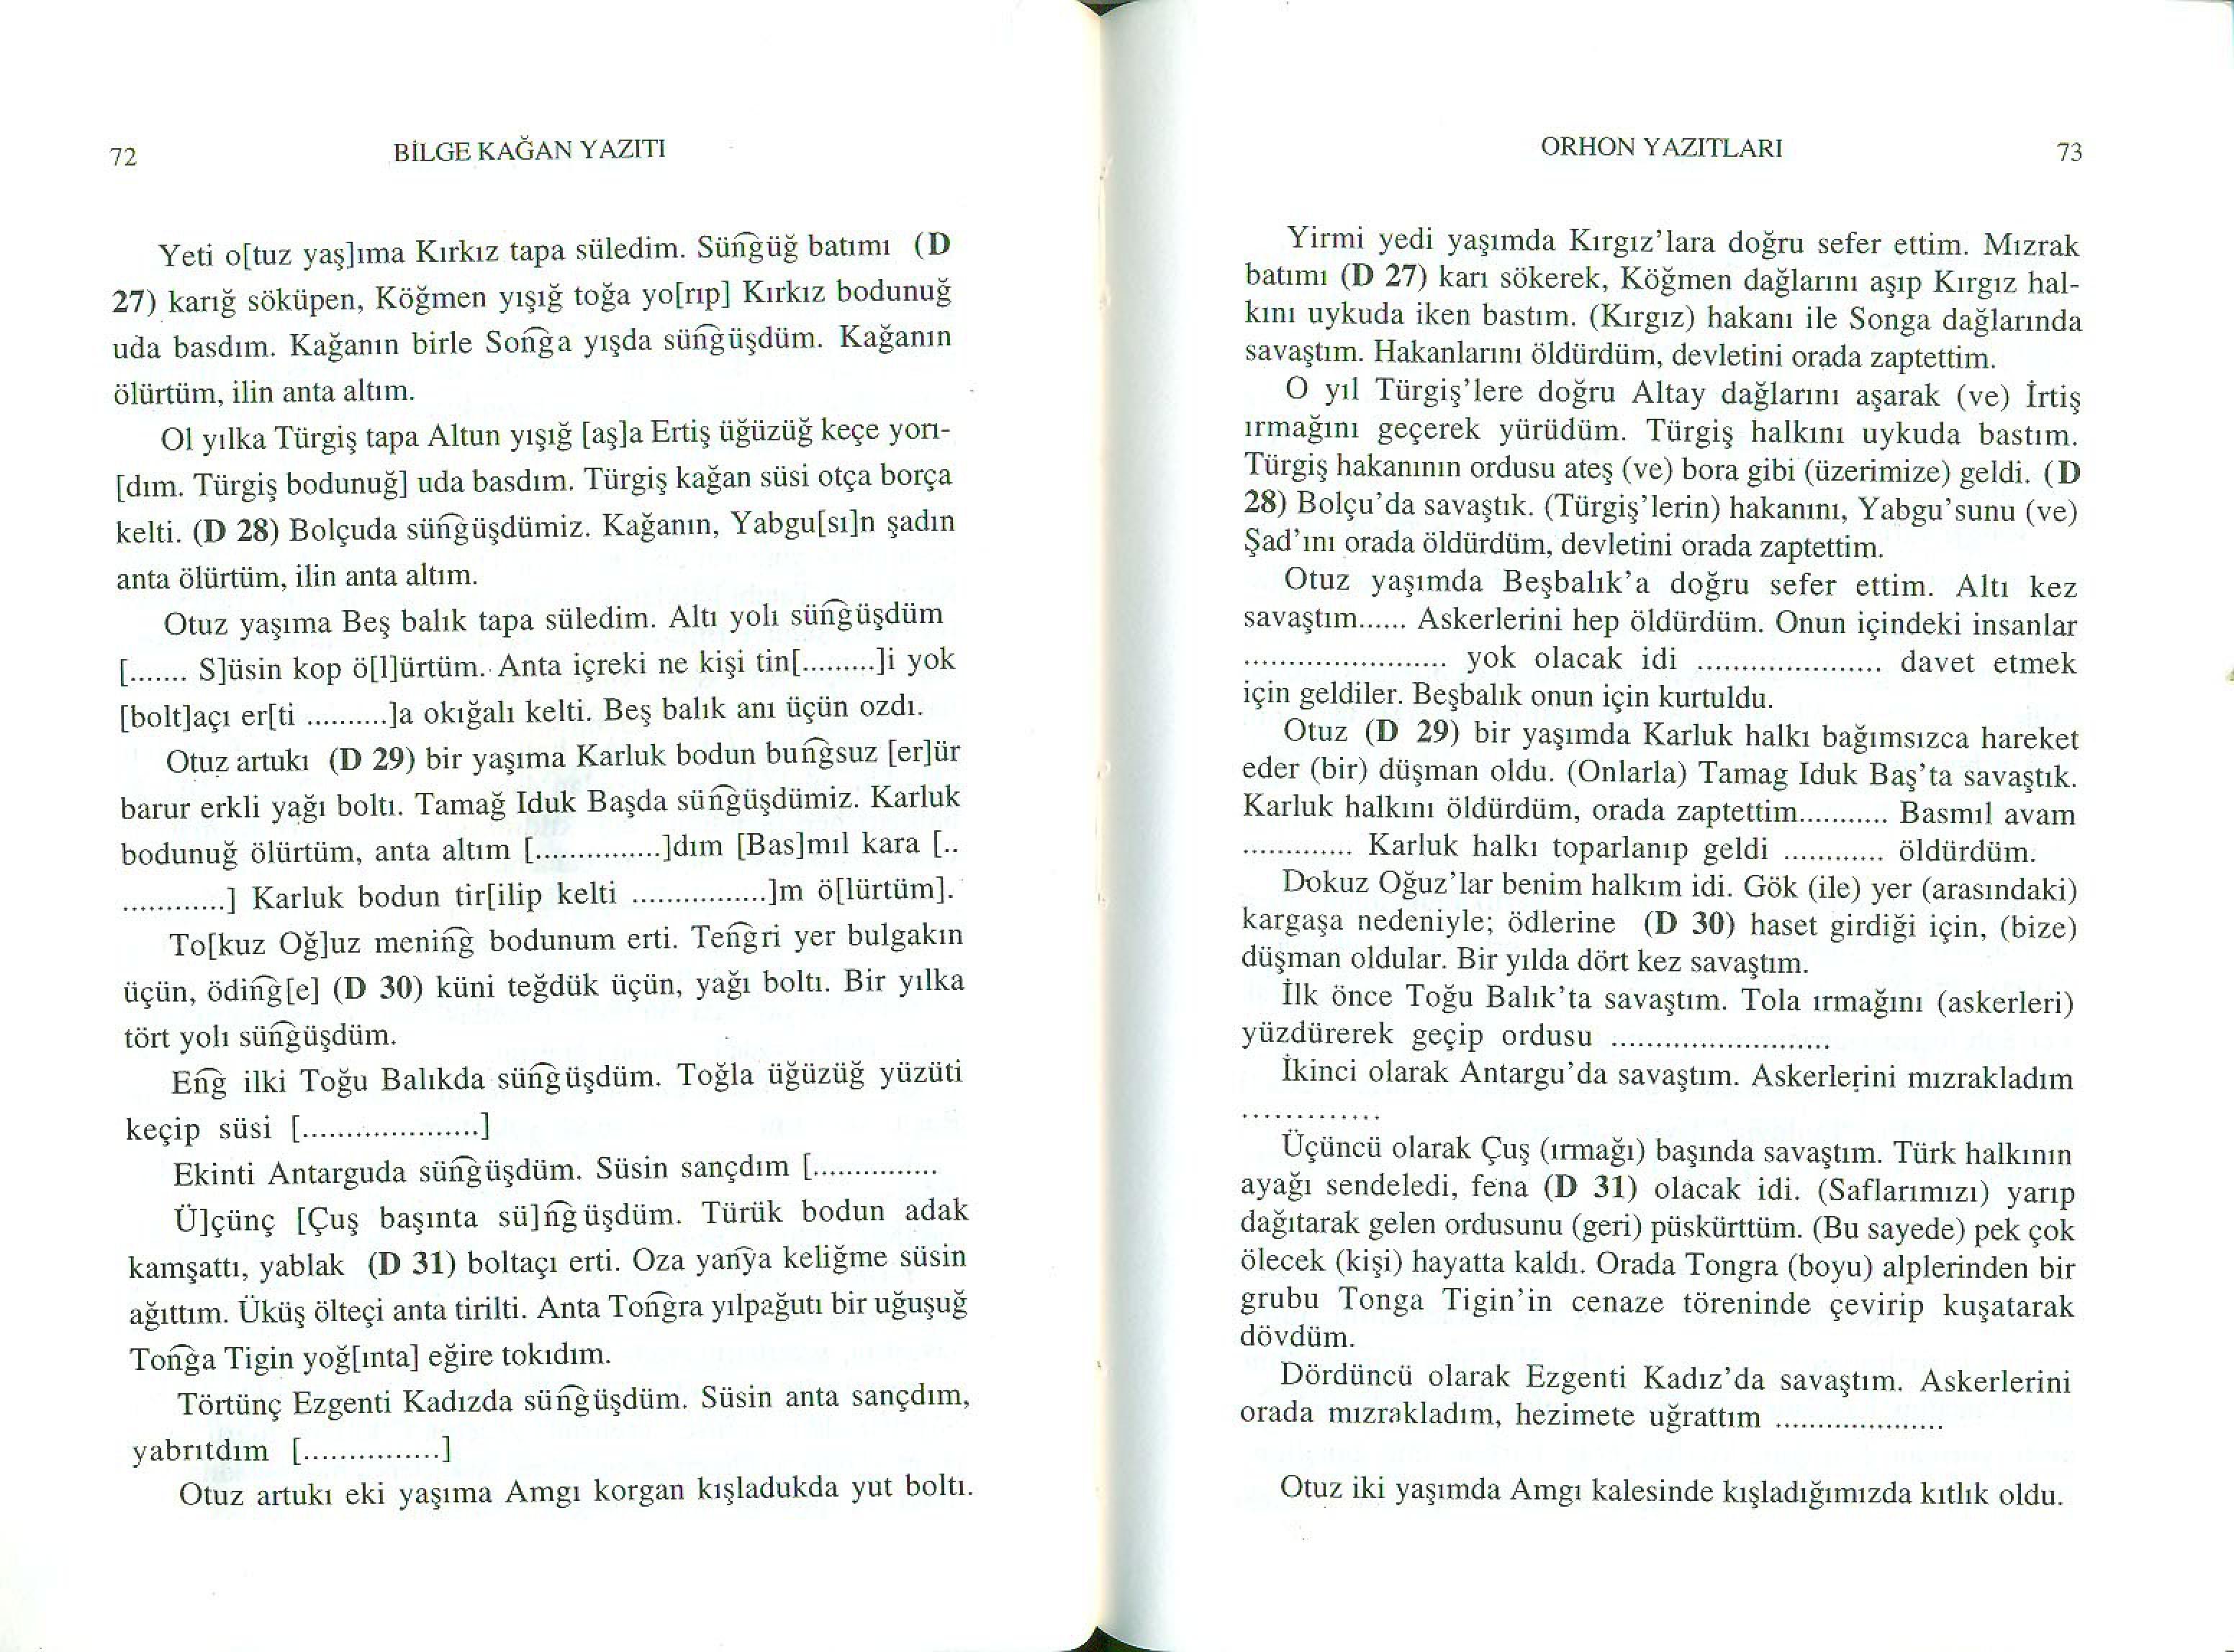 72
BİLGE KAĞAN YAZITI
Yeti o[tuz yaş]ıma Kırkız tapa süledim. Süñ͡güğ batımı (D
27) karığ söküpen, Köğmen yışığ toğa yo[rıp] Kırkız bodunuğ
uda basdım. Kağanın birle Soñ͡ga yışda süñ͡güşdüm. Kağanın
ölürtüm, ilin anta altım.
Ol yılka Türgiş tapa Altun yışığ [aş]a Ertiş üğüzüğ keçe yorı-
[dım. Türgiş bodunuğ] uda basdım. Türgiş kağan süsi otça borça
kelti. (D 28) Bolçuda süñ͡güşdümiz. Kağanın, Yabgu[sı]n şadın
anta ölürtüm, ilin anta altım.
Otuz yaşıma Beş balık tapa süledim. Altı yolı süñ͡güşdüm
[....... S]üsin kop ö[l]ürtüm. Anta içreki ne kişi tin[.........]i yok
[bolt]açı er[ti ..........]a okığalı kelti. Beş balık anı üçün ozdı.
Otuz artukı (D 29) bir yaşıma Karluk bodun buñ͡gsuz [er]ür
barur erkli yağı boltı. Tamağ Iduk Başda süñ͡güşdümiz. Karluk
bodunuğ ölürtüm, anta altım [................]dım [Bas]mıl kara [..
.............] Karluk bodun tir[ilip kelti .................]m ö[lürtüm].
To[kuz Oğ]uz meniñ͡g bodunum erti. Teñ͡gri yer bulgakın
üçün, ödiñ͡g[e] (D 30) küni teğdük üçün, yağı boltı. Bir yılka
tört yolı süñ͡güşdüm.
Eñ͡g ilki Toğu Balıkda süñ͡güşdüm. Toğla üğüzüğ yüzüti
keçip süsi [......................]
Ekinti Antarguda süñ͡güşdüm. Süsin sançdım [................
Ü]çünç [Çuş başınta sü]ñ͡güşdüm. Türük bodun adak
kamşattı, yablak (D 31) boltaçı erti. Oza yañ͡ya keliğme süsin
ağıttım. Üküş ölteçi anta tirilti. Anta Toñ͡gra yılpağutı bir uğuşuğ
Toñ͡ga Tigin yoğ[ınta] eğire tokıdım.
Törtünç Ezgenti Kadızda süñ͡güşdüm. Süsin anta sançdım,
yabrıtdım [.................]
Otuz artukı eki yaşıma Amgı korgan kışladukda yut boltı.
ORHON YAZITLARI
73
Yirmi yedi yaşımda Kırgız'lara doğru sefer ettim. Mızrak
batımı (D 27) karı sökerek, Köğmen dağlarını aşıp Kırgız hal-
kını uykuda iken bastım. (Kırgız) hakanı ile Songa dağlarında
savaştım. Hakanlarını öldürdüm, devletini orada zaptettim.
O yıl Türgiş'lere doğru Altay dağlarını aşarak (ve) İrtiş
ırmağını geçerek yürüdüm. Türgiş halkını uykuda bastım.
Türgiş hakanının ordusu ateş (ve) bora gibi (üzerimize) geldi. (D
28) Bolçu'da savaştık. (Türgiş'lerin) hakanını, Yabgu'sunu (ve)
Şad'ını orada öldürdüm, devletini orada zaptettim.
Otuz yaşımda Beşbalık'a doğru sefer ettim. Altı kez
savaştım...... Askerlerini hep öldürdüm. Onun içindeki insanlar
........................ yok olacak idi ...................... davet etmek
için geldiler. Beşbalık onun için kurtuldu.
Otuz (D 29) bir yaşımda Karluk halkı bağımsızca hareket
eder (bir) düşman oldu. (Onlarla) Tamag Iduk Baş'ta savaştık.
Karluk halkını öldürdüm, orada zaptettim........... Basmıl avam
............. Karluk halkı toparlanıp geldi ............ öldürdüm.
Dokuz Oğuz'lar benim halkım idi. Gök (ile) yer (arasındaki)
kargaşa nedeniyle; ödlerine (D 30) haset girdiği için, (bize)
düşman oldular. Bir yılda dört kez savaştım.
İlk önce Toğu Balık'ta savaştım. Tola ırmağını (askerleri)
yüzdürerek geçip ordusu ..........................
İkinci olarak Antargu'da savaştım. Askerlerini mızrakladım
.............
Üçüncü olarak Çuş (ırmağı) başında savaştım. Türk halkının
ayağı sendeledi, fena (D 31) olacak idi. (Saflarımızı) yarıp
dağıtarak gelen ordusunu (geri) püskürttüm. (Bu sayede) pek çok
ölecek (kişi) hayatta kaldı. Orada Tongra (boyu) alplerinden bir
grubu Tonga Tigin'in cenaze töreninde çevirip kuşatarak
dövdüm.
Dördüncü olarak Ezgenti Kadız'da savaştım. Askerlerini
orada mızrakladım, hezimete uğrattım ....................
Otuz iki yaşımda Amgı kalesinde kışladığımızda kıtlık oldu.